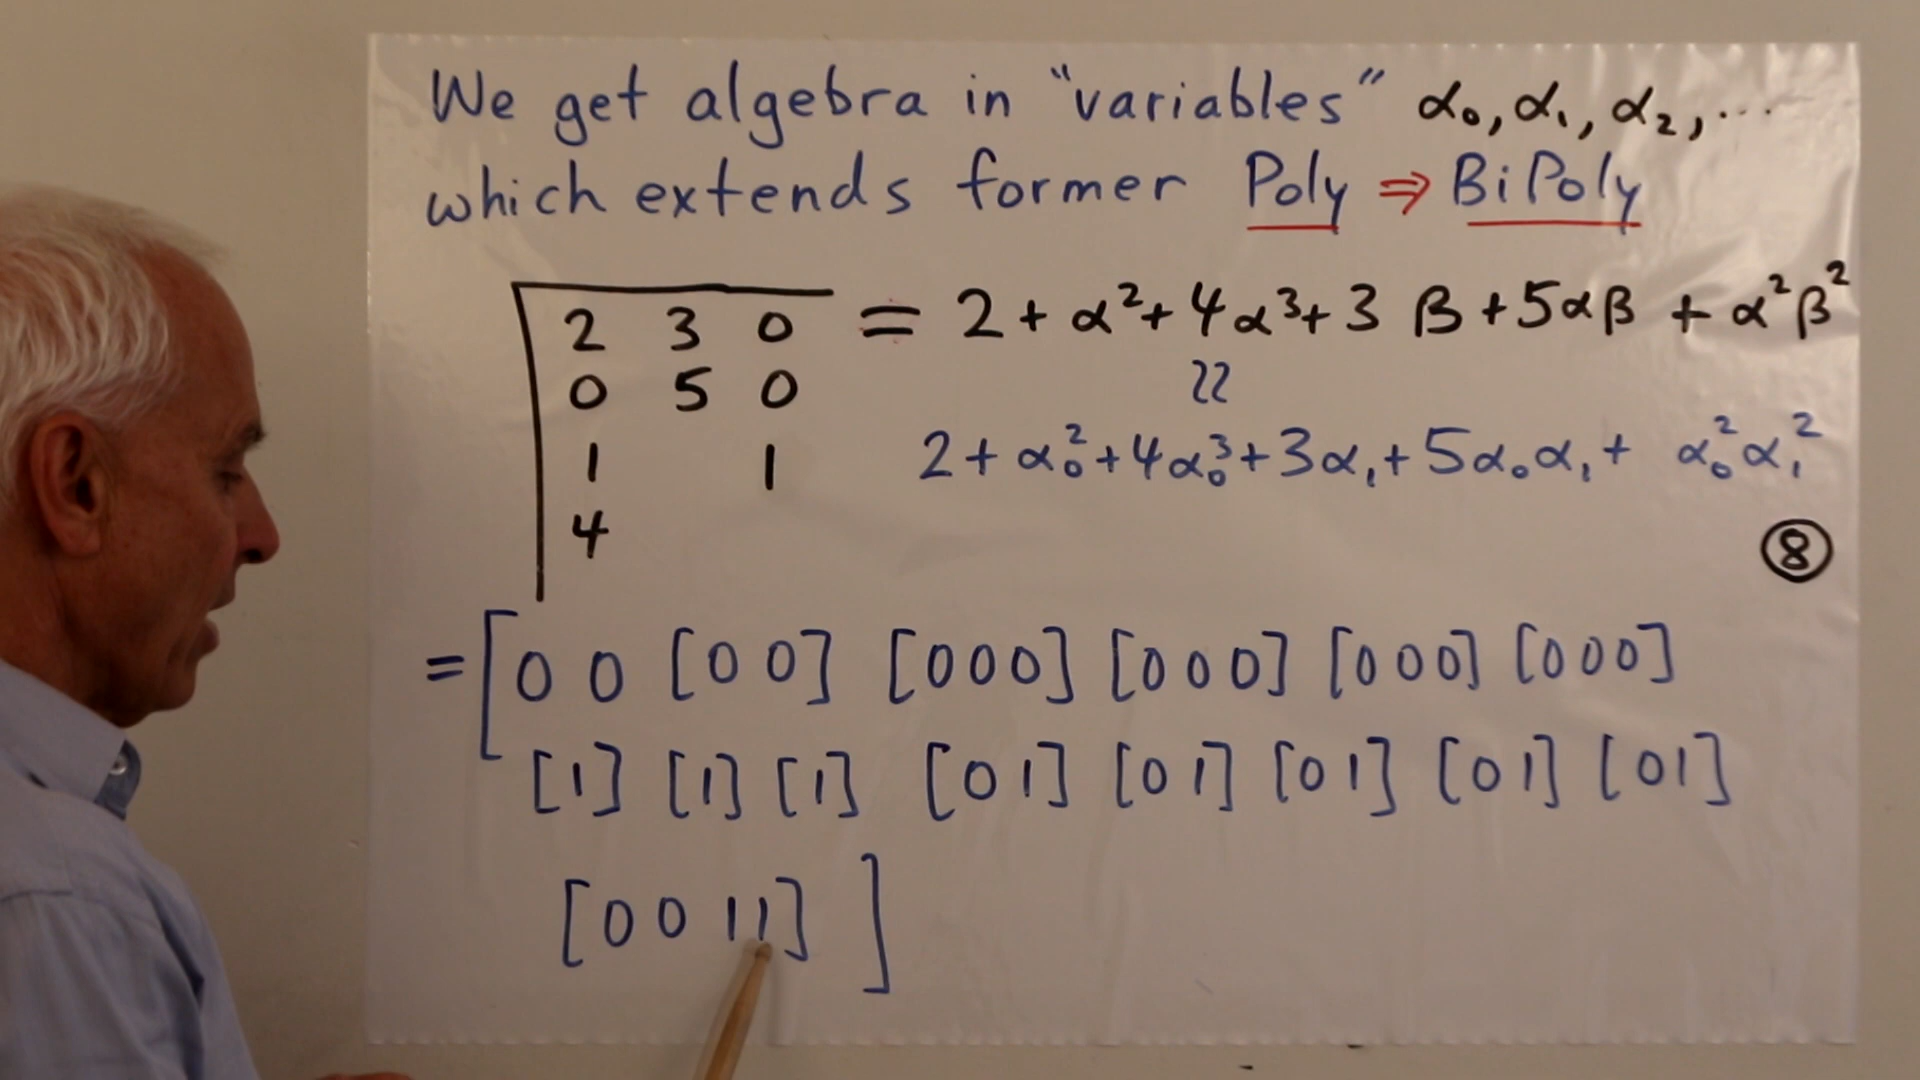 We get algebra in "variables" α₀, α₁, α₂, ...
which extends former Poly ⇒ BiPoly
2 3 0 = 2 + α² + 4α³ + 3 β + 5αβ + α²β²
0 5 0
≀≀
1 1
2 + α₀² + 4α₀³ + 3α₁ + 5α₀α₁ + α₀²α₁²
4
⑧
= [ 0 0 [0 0] [0 0 0] [0 0 0] [0 0 0] [0 0 0]
[1] [1] [1] [0 1] [0 1] [0 1] [0 1] [0 1]
[0 0 1 1] ]